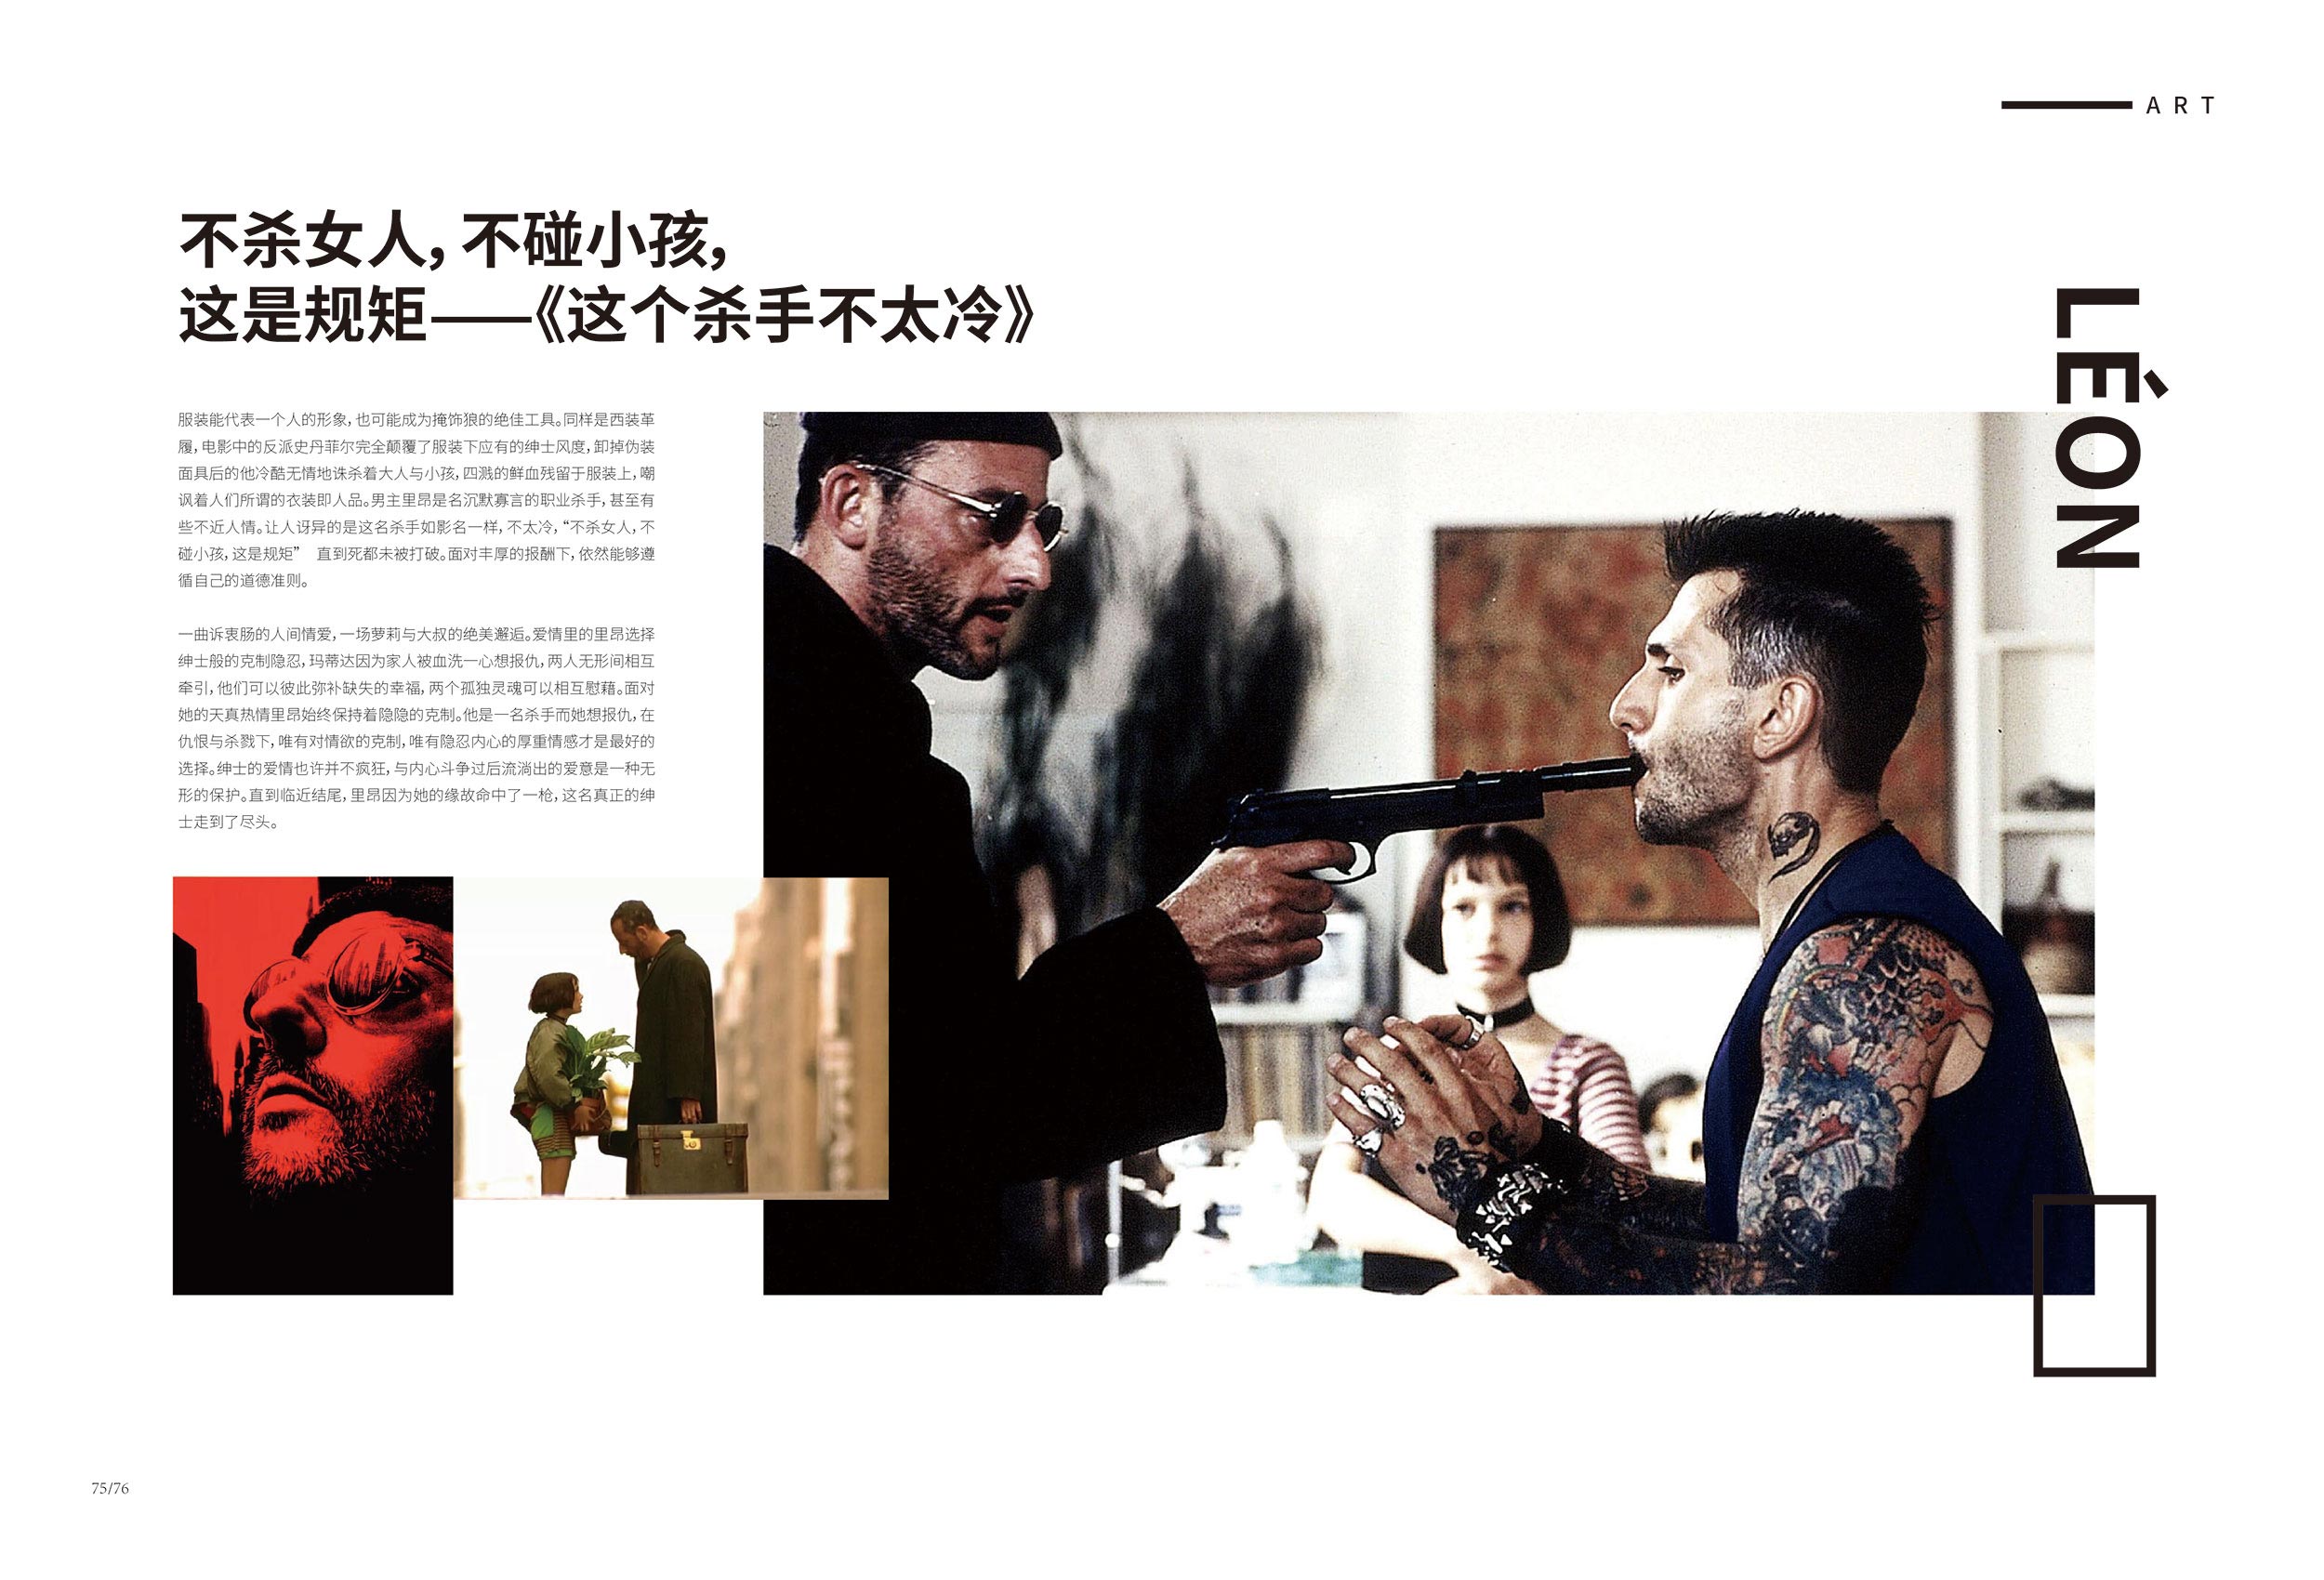 ART
不杀女人，不碰小孩，
这是规矩——《这个杀手不太冷》
LÉON
服装能代表一个人的形象，也可能成为掩饰狼的绝佳工具。同样是西装革
履，电影中的反派史丹菲尔完全颠覆了服装下应有的绅士风度，卸掉伪装
面具后的他冷酷无情地诛杀着大人与小孩，四溅的鲜血残留于服装上，嘲
讽着人们所谓的衣装即人品。男主里昂是名沉默寡言的职业杀手，甚至有
些不近人情。让人讶异的是这名杀手如影名一样，不太冷，“不杀女人，不
碰小孩，这是规矩”　直到死都未被打破。面对丰厚的报酬下，依然能够遵
循自己的道德准则。
一曲诉衷肠的人间情爱，一场萝莉与大叔的绝美邂逅。爱情里的里昂选择
绅士般的克制隐忍，玛蒂达因为家人被血洗一心想报仇，两人无形间相互
牵引，他们可以彼此弥补缺失的幸福，两个孤独灵魂可以相互慰藉。面对
她的天真热情里昂始终保持着隐隐的克制。他是一名杀手而她想报仇，在
仇恨与杀戮下，唯有对情欲的克制，唯有隐忍内心的厚重情感才是最好的
选择。绅士的爱情也许并不疯狂，与内心斗争过后流淌出的爱意是一种无
形的保护。直到临近结尾，里昂因为她的缘故命中了一枪，这名真正的绅
士走到了尽头。
75/76